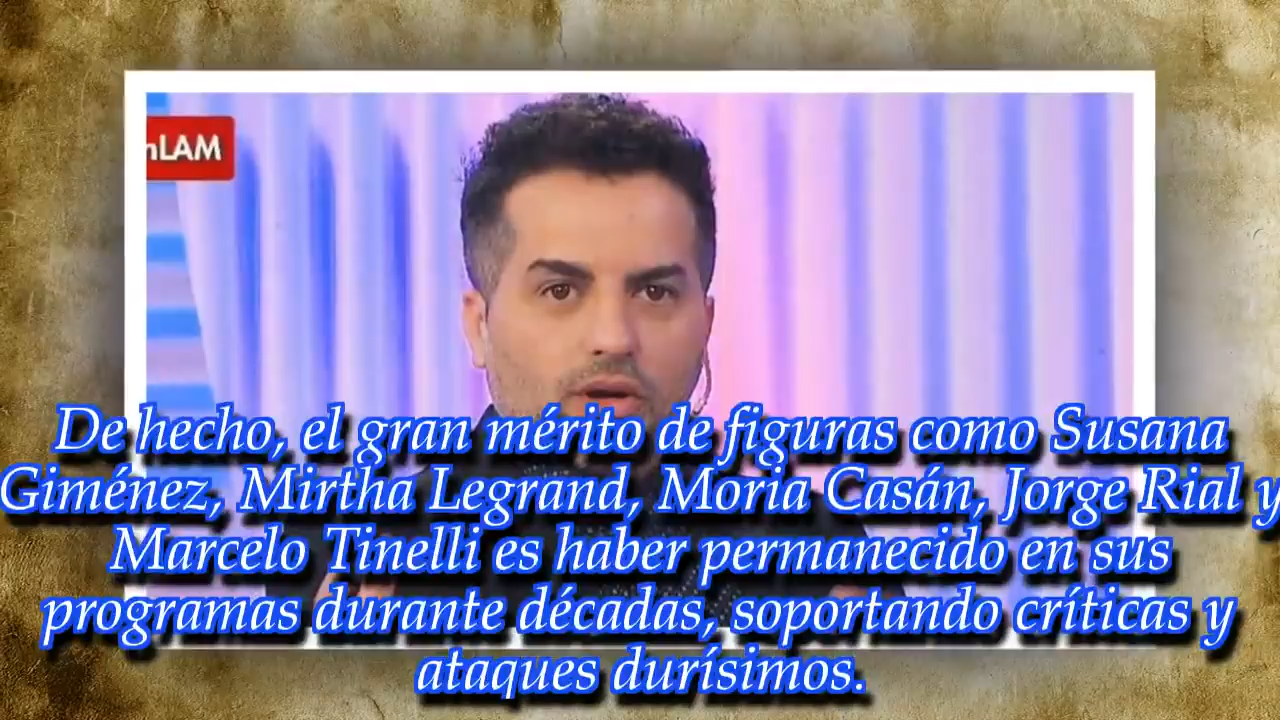 nLAM
De hecho, el gran mérito de figuras como Susana
Giménez, Mirtha Legrand, Moria Casán, Jorge Rial y
Marcelo Tinelli es haber permanecido en sus
programas durante décadas, soportando críticas y
ataques durísimos.